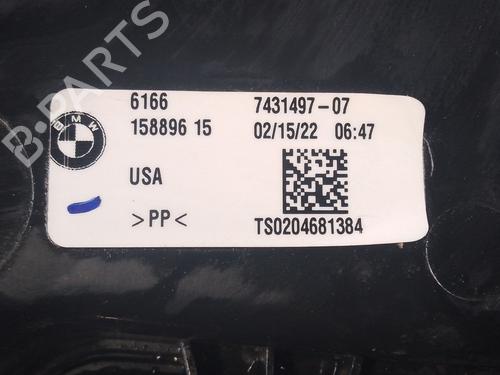 B-PARTS
BMW
6166 7431497-07
158896 15 02/15/22 06:47
USA
>PP< TS0204681384